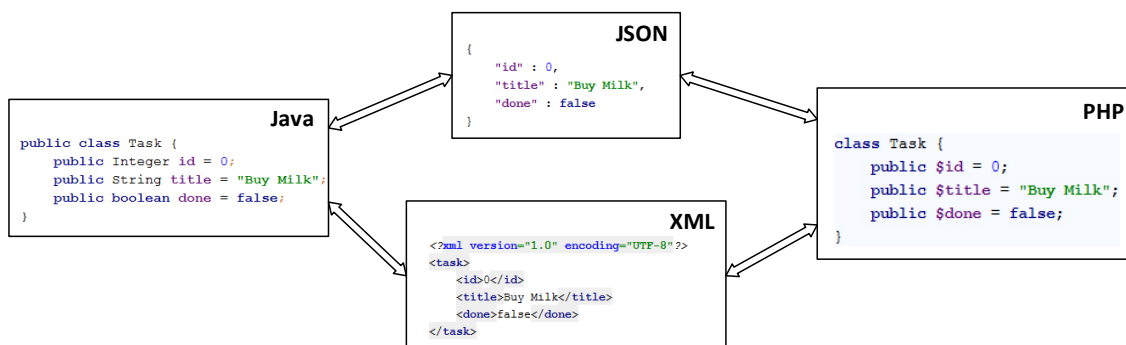 JSON
{
    "id" : 0,
    "title" : "Buy Milk",
    "done" : false
}
Java
public class Task {
    public Integer id = 0;
    public String title = "Buy Milk";
    public boolean done = false;
}
PHP
class Task {
    public $id = 0;
    public $title = "Buy Milk";
    public $done = false;
}
XML
<?xml version="1.0" encoding="UTF-8"?>
<task>
    <id>0</id>
    <title>Buy Milk</title>
    <done>false</done>
</task>